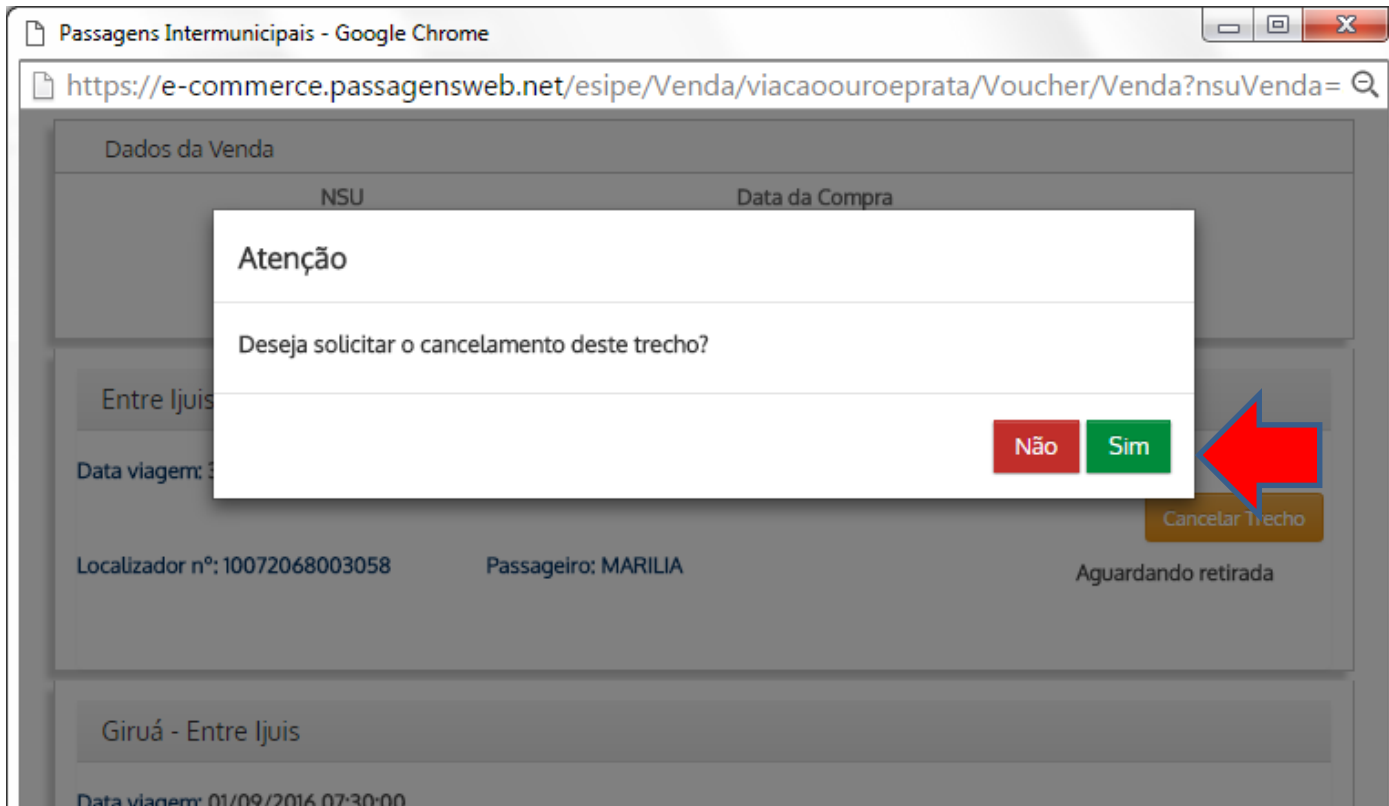 Passagens Intermunicipais - Google Chrome
https://e-commerce.passagensweb.net/esipe/Venda/viacaoouroeprata/Voucher/Venda?nsuVenda=
Dados da Venda
NSU Data da Compra
Atenção
Deseja solicitar o cancelamento deste trecho?
Entre Ijuis
Não Sim
Data viagem:
Cancelar Trecho
Localizador nº: 10072068003058 Passageiro: MARILIA
Aguardando retirada
Giruá - Entre Ijuis
Data viagem: 01/09/2016 07:30:00